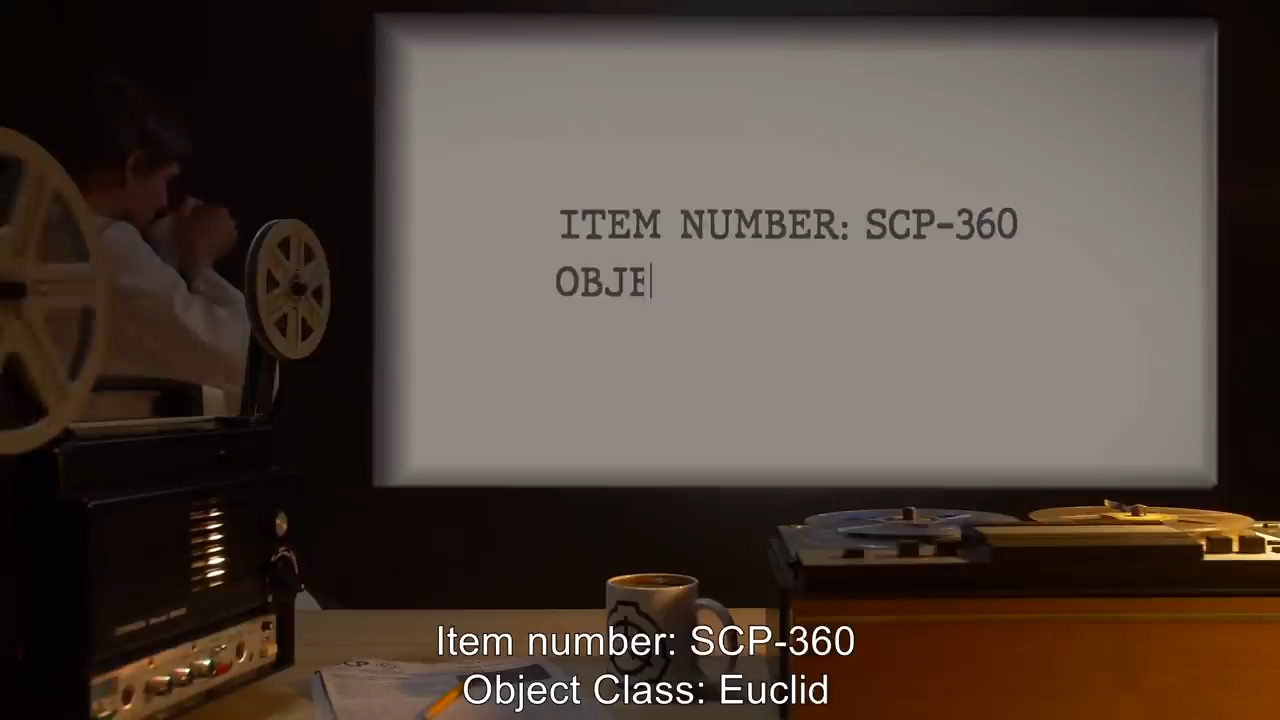 ITEM NUMBER: SCP-360
OBJE
Item number: SCP-360
Object Class: Euclid